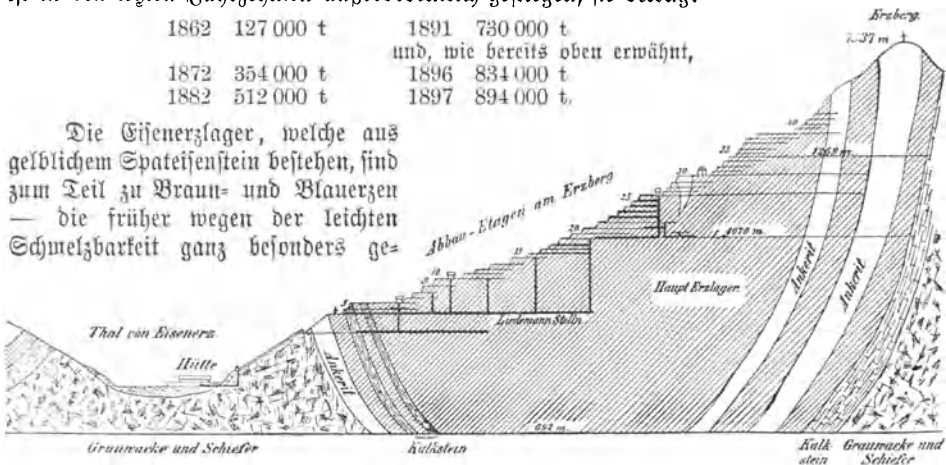 1862 127 000 t 1891 730 000 t
und, wie bereits oben erwähnt,
1872 354 000 t 1896 834 000 t
1882 512 000 t 1897 894 000 t.
Die Eisenerzlager, welche aus
gelblichem Spateisenstein bestehen, sind
zum Teil zu Braun- und Blauerzen
— die früher wegen der leichten
Schmelzbarkeit ganz besonders ge-
Erzberg.
Abbau-Etagen am Erzberg
1070 m.
Haupt Erzlager
Ankerit
Ankerit
Thal von Eisenerz
Hütte
Ankerit
692 m.
Grauwacke und Schiefer
Kalkstein
Kalk-
stein
Grauwacke und
Schiefer